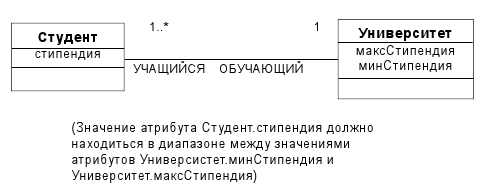 Студент
стипендия
1..*
1
УЧАЩИЙСЯ
ОБУЧАЮЩИЙ
Университет
максСтипендия
минСтипендия
(Значение атрибута Студент.стипендия должно
находиться в диапазоне между значениями
атрибутов Универсистет.минСтипендия и
Университет.максСтипендия)